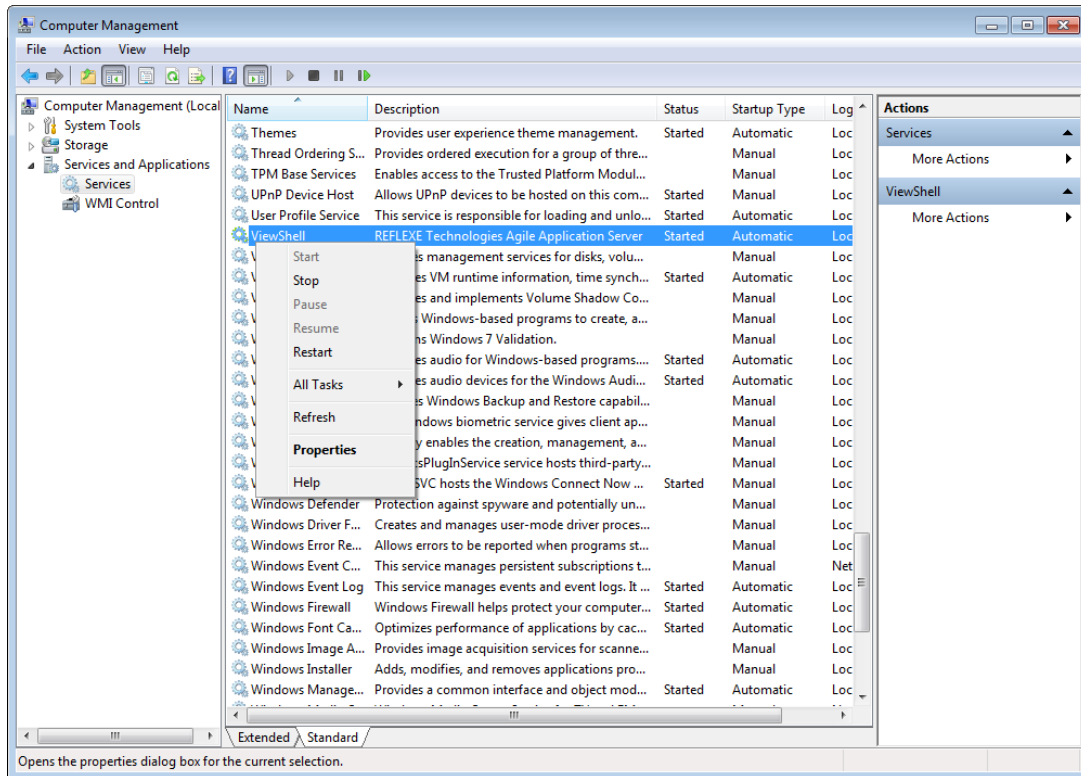 Computer Management
File Action View Help
Computer Management (Local
System Tools
Storage
Services and Applications
Services
WMI Control
Name Description Status Startup Type Log
Themes Provides user experience theme management. Started Automatic Loc
Thread Ordering S... Provides ordered execution for a group of thre... Manual Loc
TPM Base Services Enables access to the Trusted Platform Modul... Manual Loc
UPnP Device Host Allows UPnP devices to be hosted on this com... Started Manual Loc
User Profile Service This service is responsible for loading and unlo... Started Automatic Loc
ViewShell REFLEXE Technologies Agile Application Server Started Automatic Loc
es management services for disks, volu... Manual Loc
es VM runtime information, time synch... Started Automatic Loc
es and implements Volume Shadow Co... Manual Loc
Windows-based programs to create, a... Manual Loc
ns Windows 7 Validation. Manual Loc
es audio for Windows-based programs.... Started Automatic Loc
es audio devices for the Windows Audi... Started Automatic Loc
es Windows Backup and Restore capabil... Manual Loc
ndows biometric service gives client ap... Manual Loc
y enables the creation, management, a... Manual Loc
sPlugInService service hosts third-party... Manual Loc
SVC hosts the Windows Connect Now ... Started Manual Loc
Windows Defender Protection against spyware and potentially un... Manual Loc
Windows Driver F... Creates and manages user-mode driver proces... Manual Loc
Windows Error Re... Allows errors to be reported when programs st... Manual Loc
Windows Event C... This service manages persistent subscriptions t... Manual Net
Windows Event Log This service manages events and event logs. It ... Started Automatic Loc
Windows Firewall Windows Firewall helps protect your computer... Started Automatic Loc
Windows Font Ca... Optimizes performance of applications by cac... Started Automatic Loc
Windows Image A... Provides image acquisition services for scanne... Manual Loc
Windows Installer Adds, modifies, and removes applications pro... Manual Loc
Windows Manage... Provides a common interface and object mod... Started Automatic Loc
Start
Stop
Pause
Resume
Restart
All Tasks
Refresh
Properties
Help
Actions
Services
More Actions
ViewShell
More Actions
Extended Standard
Opens the properties dialog box for the current selection.